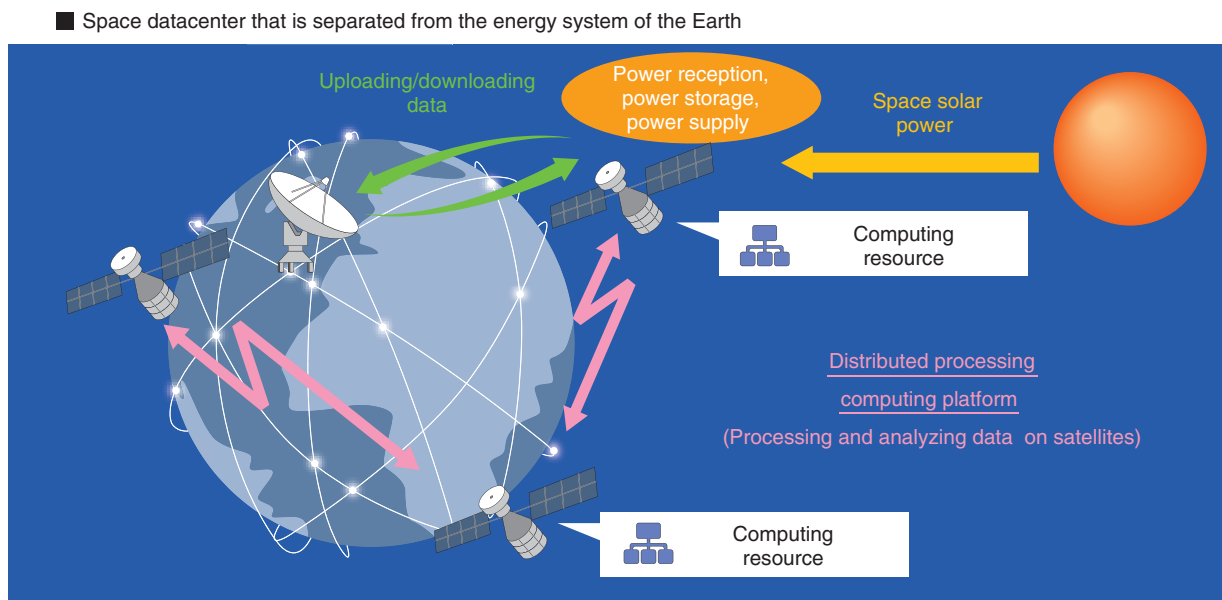 ■ Space datacenter that is separated from the energy system of the Earth
Uploading/downloading
data
Power reception,
power storage,
power supply
Space solar
power
Computing
resource
Distributed processing
computing platform
(Processing and analyzing data on satellites)
Computing
resource